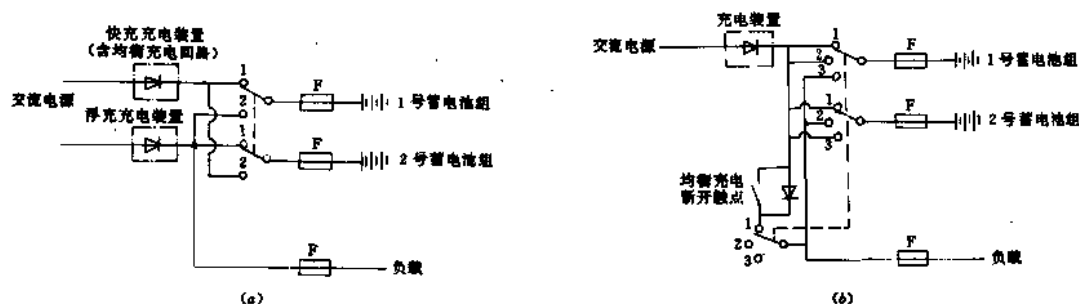 快充充电装置
(含均衡充电回路)
1
F
交流电源
1号蓄电池组
2
浮充充电装置
1
F
2号蓄电池组
2
F
负载
(a)
充电装置
交流电源
1
F
2
1号蓄电池组
3
1
F
2
2号蓄电池组
3
均衡充电
断开触点
1
2
3
F
负载
(b)